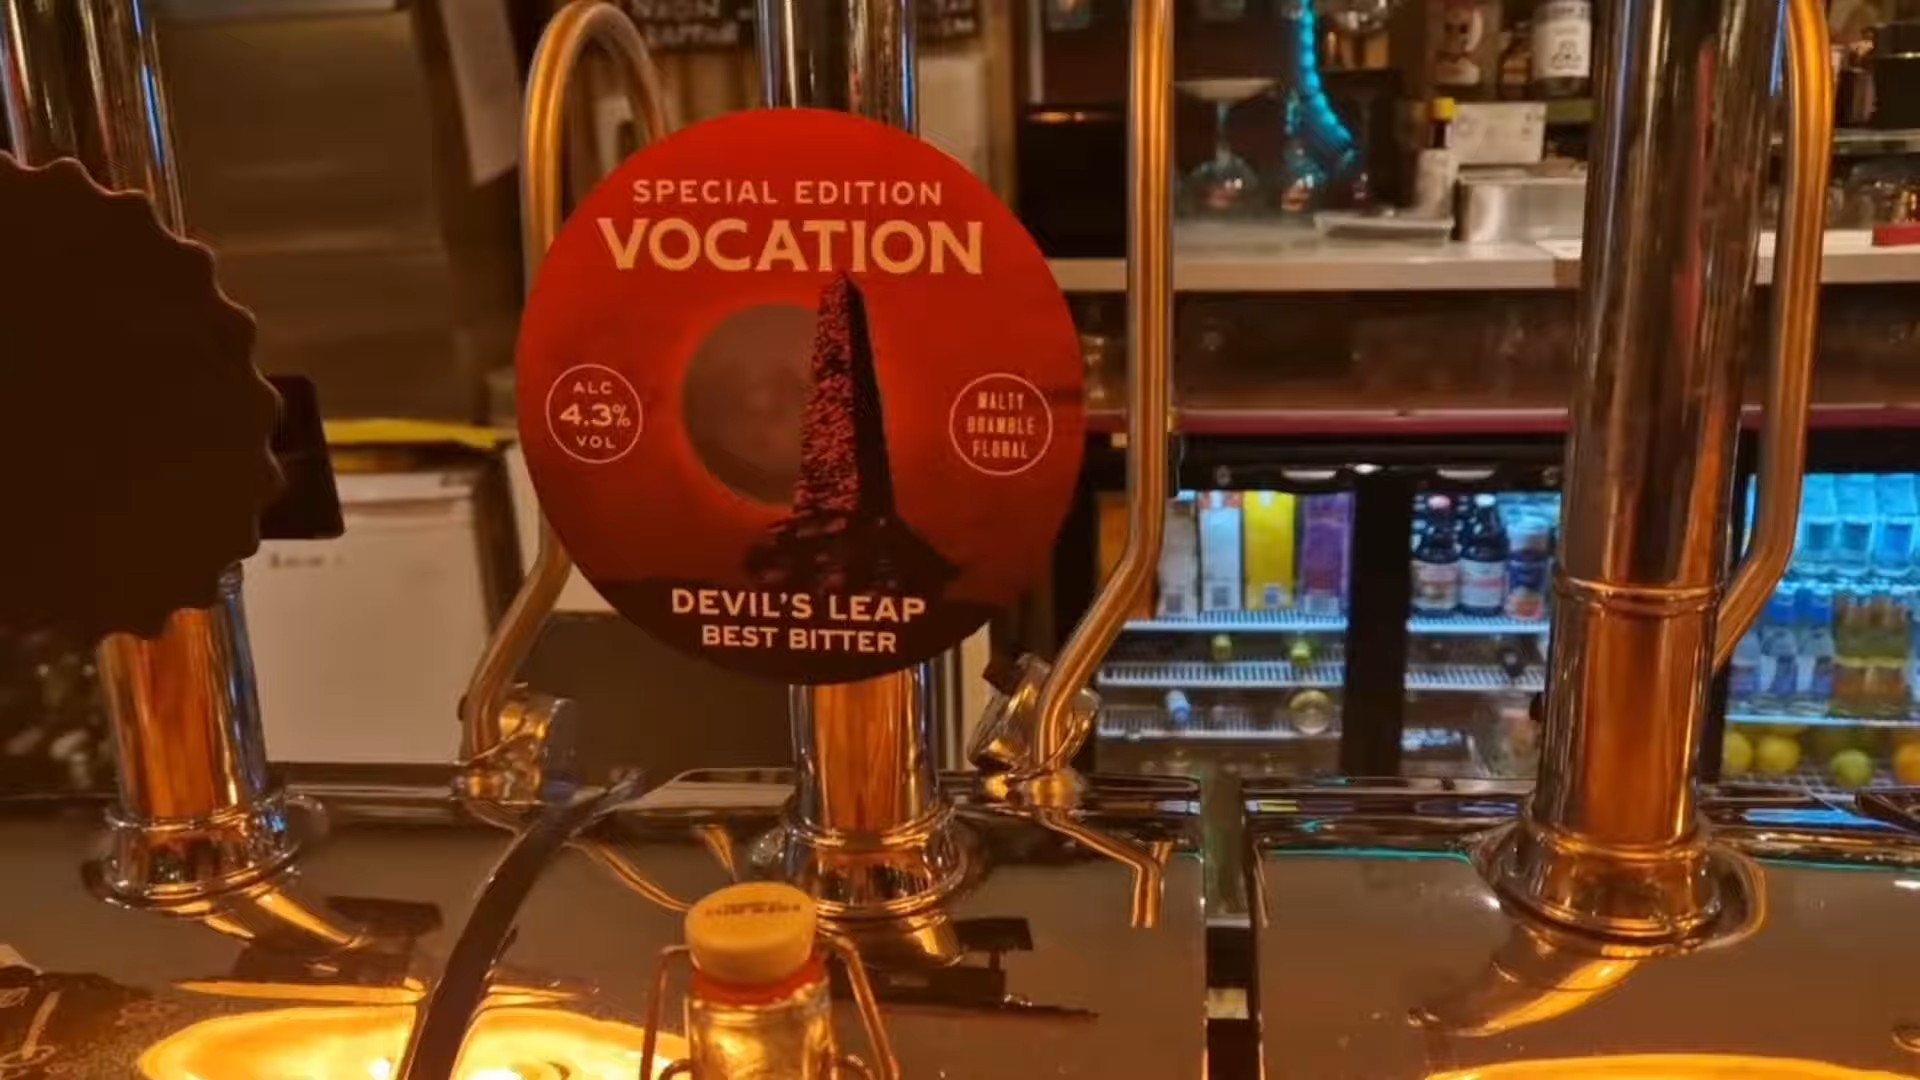 SPECIAL EDITION
VOCATION
ALC
4.3%
VOL
MALTY
BRAMBLE
FLORAL
DEVIL'S LEAP
BEST BITTER